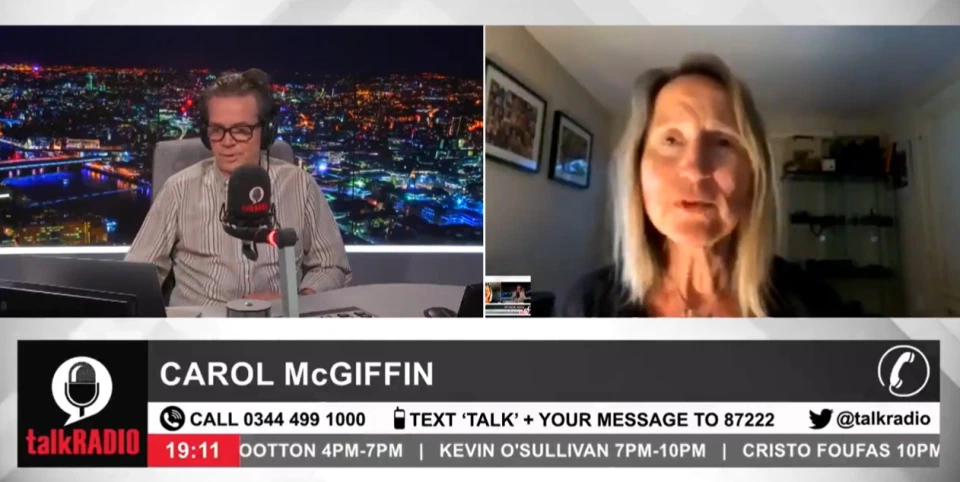 CAROL McGIFFIN
CALL 0344 499 1000
TEXT ‘TALK’ + YOUR MESSAGE TO 87222
@talkradio
talkRADIO
19:11
OOTTON 4PM-7PM | KEVIN O'SULLIVAN 7PM-10PM | CRISTO FOUFAS 10PM